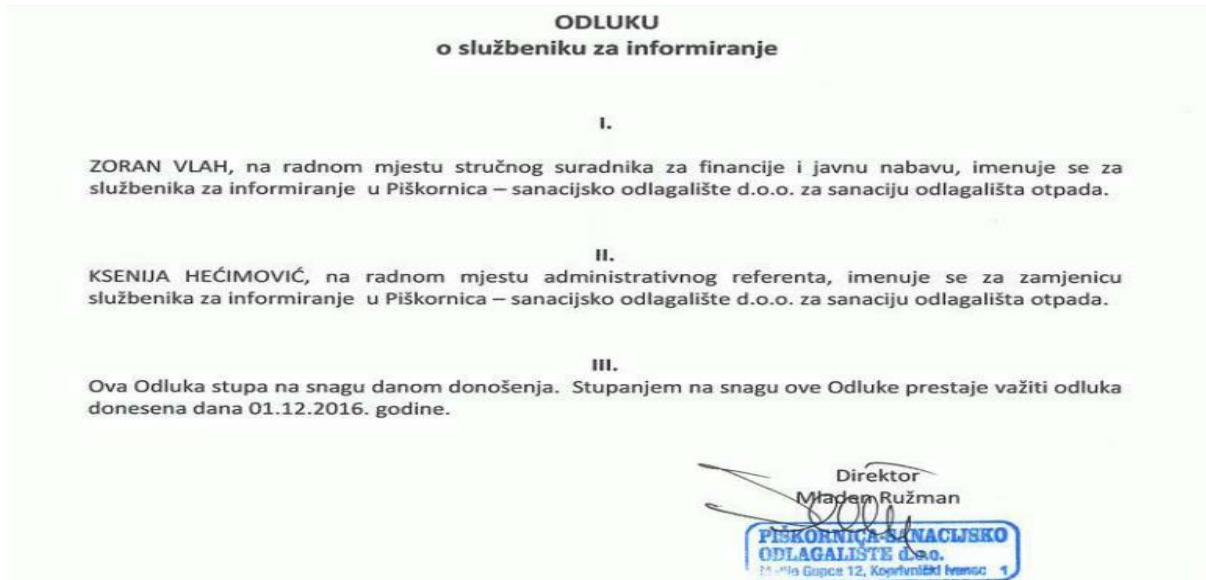 ODLUKU
o službeniku za informiranje
I.
ZORAN VLAH, na radnom mjestu stručnog suradnika za financije i javnu nabavu, imenuje se za
službenika za informiranje u Piškornica – sanacijsko odlagalište d.o.o. za sanaciju odlagališta otpada.
II.
KSENIJA HEĆIMOVIĆ, na radnom mjestu administrativnog referenta, imenuje se za zamjenicu
službenika za informiranje u Piškornica – sanacijsko odlagalište d.o.o. za sanaciju odlagališta otpada.
III.
Ova Odluka stupa na snagu danom donošenja. Stupanjem na snagu ove Odluke prestaje važiti odluka
donesena dana 01.12.2016. godine.
Direktor
Mladen Ružman
PIŠKORNICA-SANACIJSKO
ODLAGALIŠTE d.o.o.
Gupce 12, Koprivnički Ivanec 1